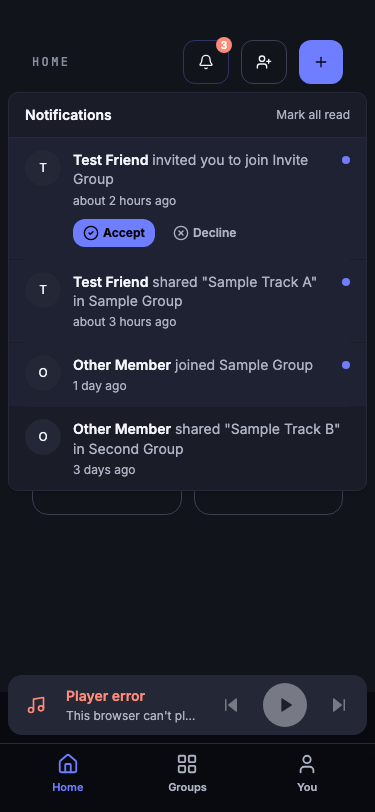 HOME
3
Notifications
Mark all read
T
Test Friend invited you to join Invite
Group
about 2 hours ago
Accept
Decline
T
Test Friend shared "Sample Track A"
in Sample Group
about 3 hours ago
O
Other Member joined Sample Group
1 day ago
O
Other Member shared "Sample Track B"
in Second Group
3 days ago
Player error
This browser can't pl...
Home
Groups
You